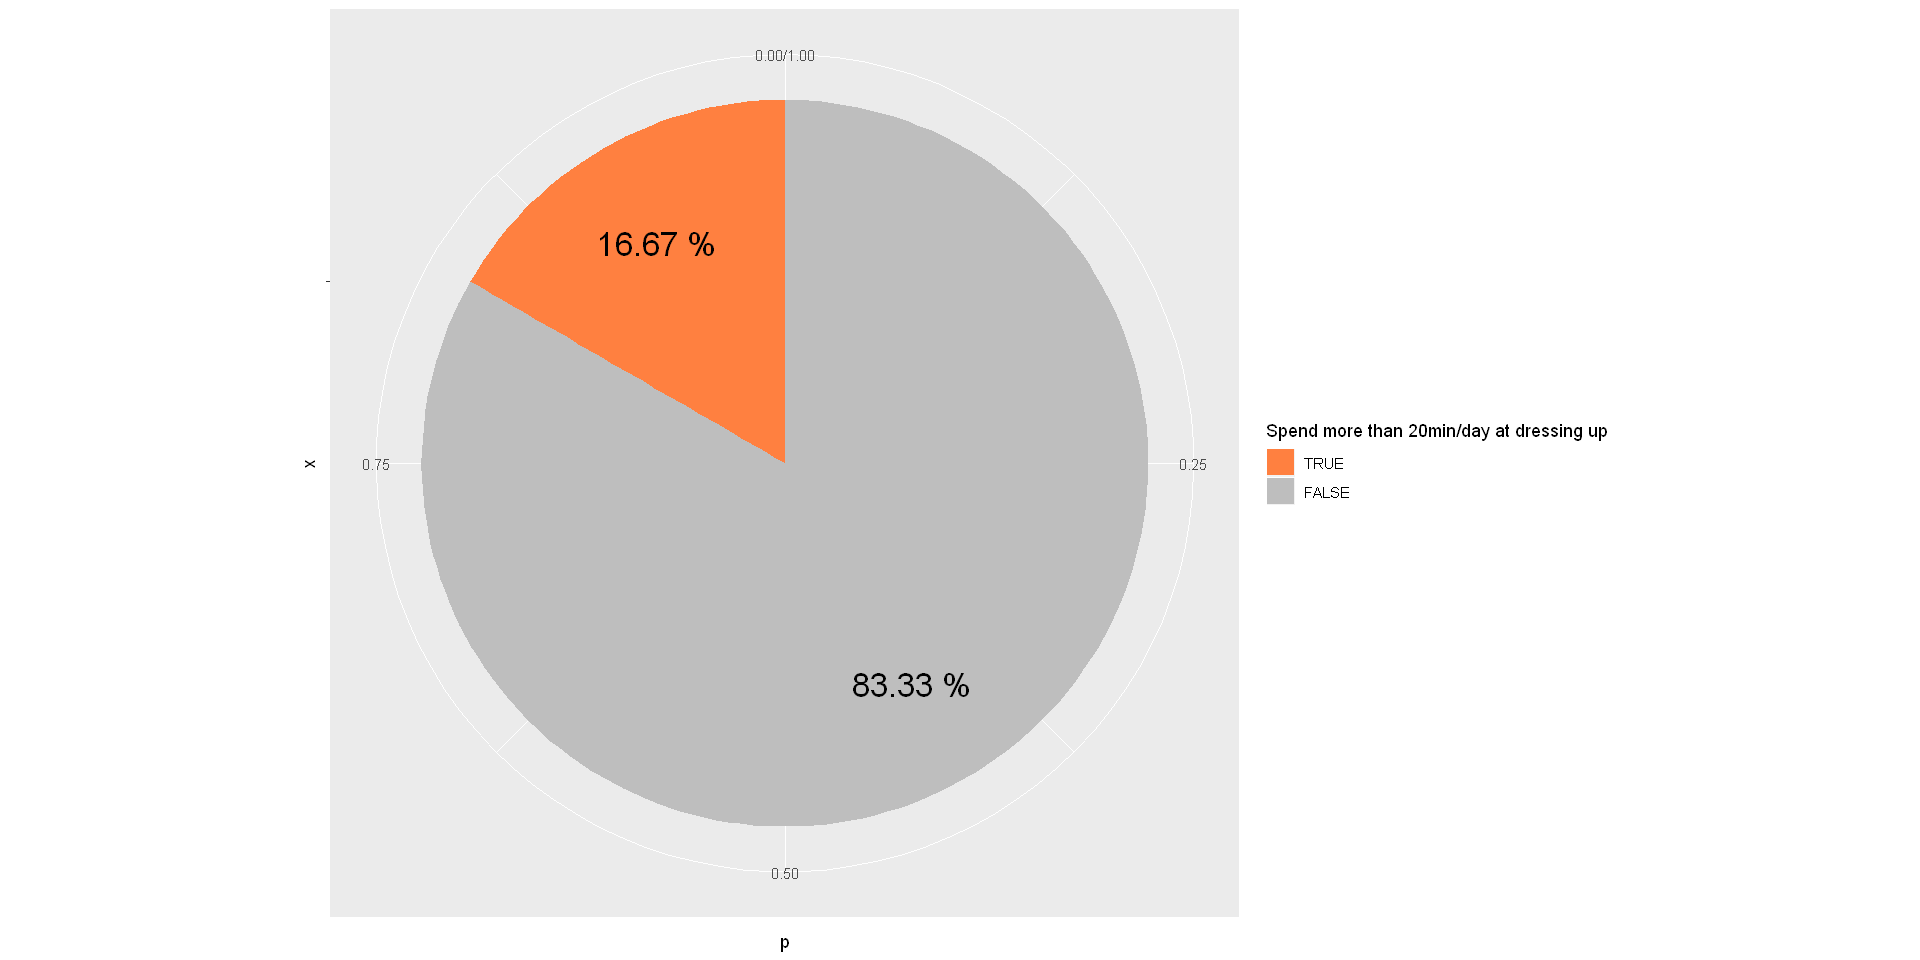 0.00/1.00
16.67 %
Spend more than 20min/day at dressing up
TRUE
FALSE
x
0.75
0.25
83.33 %
0.50
p